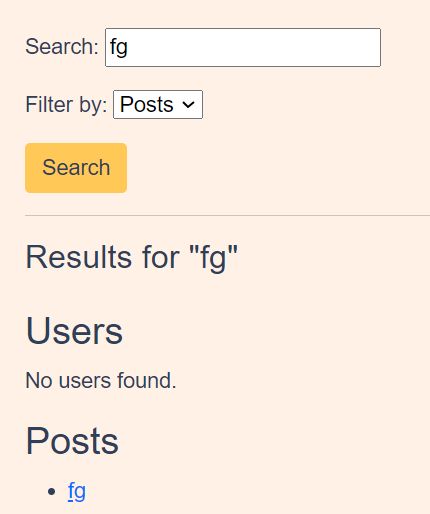 Search: fg
Filter by: Posts
Search
Results for "fg"
Users
No users found.
Posts
fg